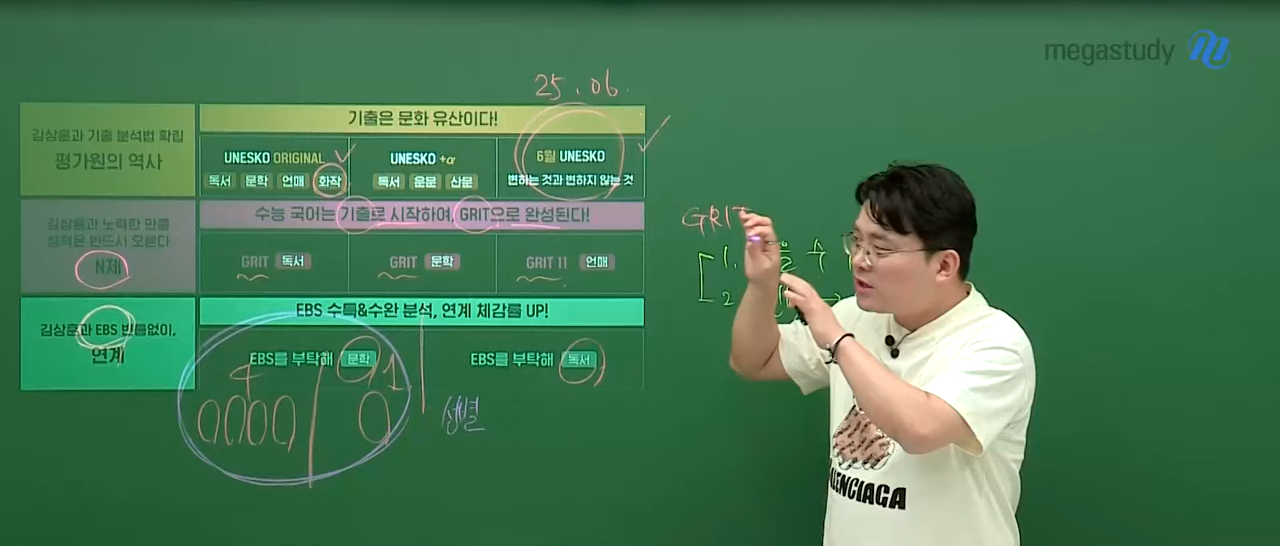 megastudy
25.06.
김상훈과 기출 분석법 확립
평가원의 역사
기출은 문화 유산이다!
UNESKO ORIGINAL
독서 문학 언매 화작
UNESKO +α
독서 운문 산문
6월 UNESKO
변하는 것과 변하지 않는 것
김상훈과 노력한 만큼
성적은 반드시 오른다
N제
수능 국어는 기출로 시작하여, GRIT으로 완성된다!
GRIT 독서
GRIT 문학
GRIT 11 언매
김상훈과 EBS 빈틈없이,
연계
EBS 수특&수완 분석, 연계 체감률 UP!
EBS를 부탁해 문학
EBS를 부탁해 독서
4
1
선별
GRIT
1.
수
2